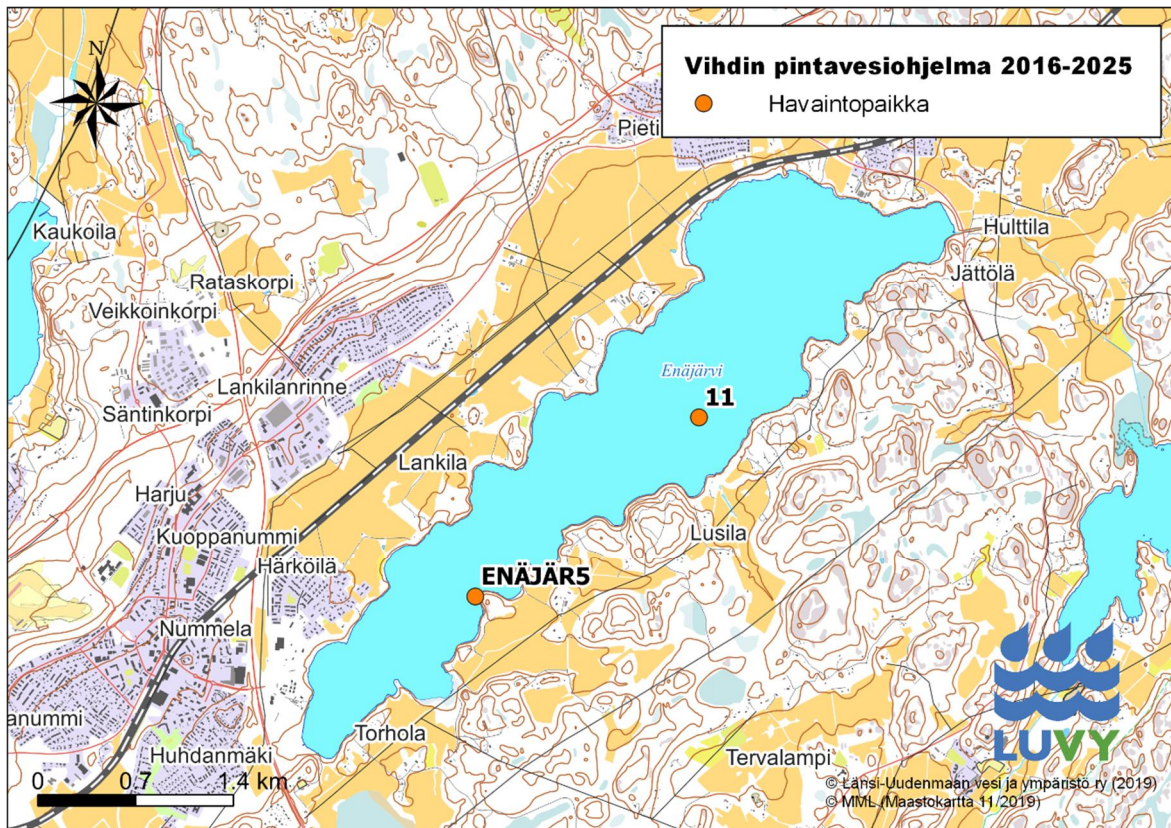 N
Vihdin pintavesiohjelma 2016-2025
Havaintopaikka
Pieti
Kaukoila
Hulttila
Jättölä
Rataskorpi
Veikkoinkorpi
Enäjärvi
Lankilanrinne
11
Säntinkorpi
Lankila
Harju
Lusila
Kuoppanummi
Härköilä
ENÄJÄR5
Nummela
anummi
Torhola
Huhdanmäki
Tervalampi
LUVY
0 0.7 1.4 km
© Länsi-Uudenmaan vesi ja ympäristö ry (2019)
© MML (Maastokartta 11/2019)